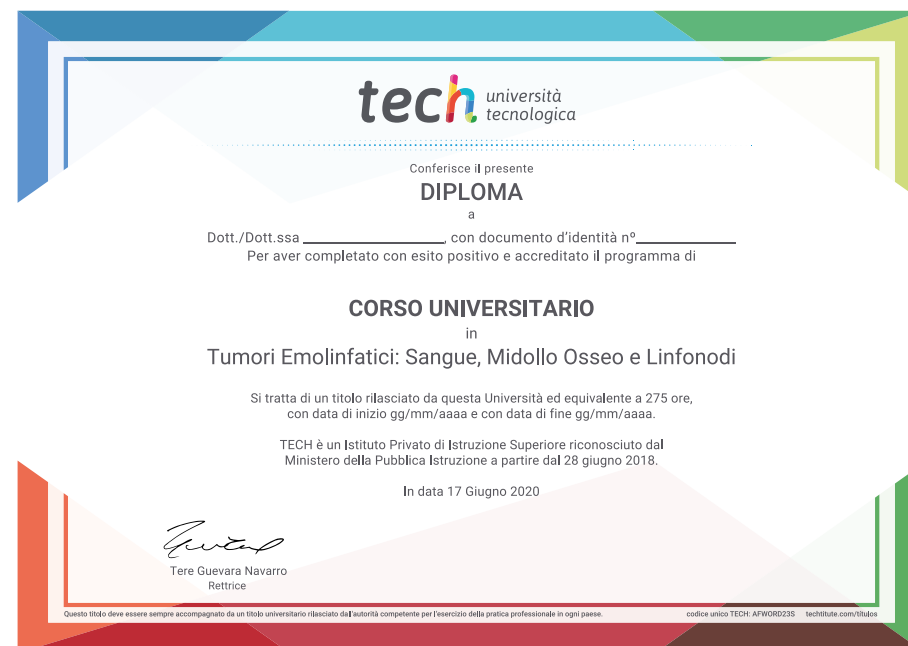 tech università
tecnologica
Conferisce il presente
DIPLOMA
a
Dott./Dott.ssa ____________________, con documento d'identità nº______________
Per aver completato con esito positivo e accreditato il programma di
CORSO UNIVERSITARIO
in
Tumori Emolinfatici: Sangue, Midollo Osseo e Linfonodi
Si tratta di un titolo rilasciato da questa Università ed equivalente a 275 ore,
con data di inizio gg/mm/aaaa e con data di fine gg/mm/aaaa.
TECH è un Istituto Privato di Istruzione Superiore riconosciuto dal
Ministero della Pubblica Istruzione a partire dal 28 giugno 2018.
In data 17 Giugno 2020
Tere Guevara Navarro
Rettrice
Questo titolo deve essere sempre accompagnato da un titolo universitario rilasciato dall'autorità competente per l'esercizio della pratica professionale in ogni paese. codice unico TECH: AFWORD23S techtitute.com/titulos